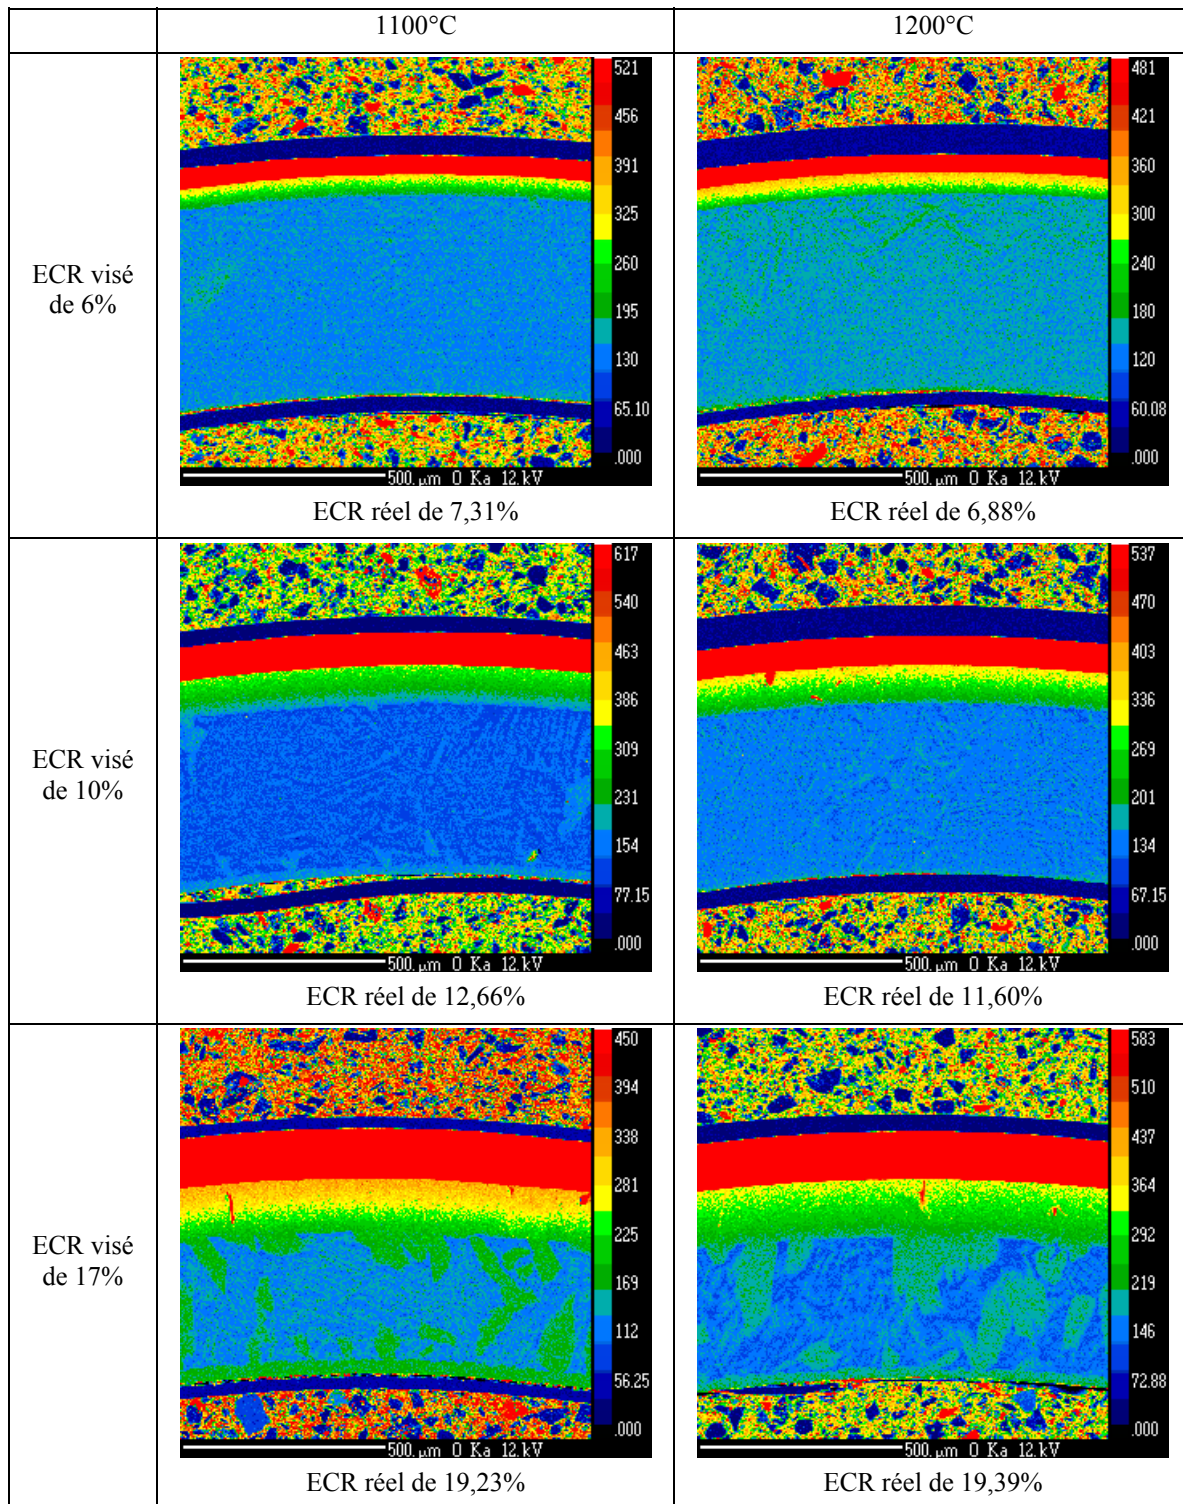 1100°C
1200°C
ECR visé
de 6%
521
456
391
325
260
195
130
65.10
.000
500. µm O Ka 12.kV
ECR réel de 7,31%
481
421
360
300
240
180
120
60.08
.000
500. µm O Ka 12.kV
ECR réel de 6,88%
ECR visé
de 10%
617
540
463
386
309
231
154
77.15
.000
500. µm O Ka 12.kV
ECR réel de 12,66%
537
470
403
336
269
201
134
67.15
.000
500. µm O Ka 12.kV
ECR réel de 11,60%
ECR visé
de 17%
450
394
338
281
225
169
112
56.25
.000
500. µm O Ka 12.kV
ECR réel de 19,23%
583
510
437
364
292
219
146
72.88
.000
500. µm O Ka 12.kV
ECR réel de 19,39%